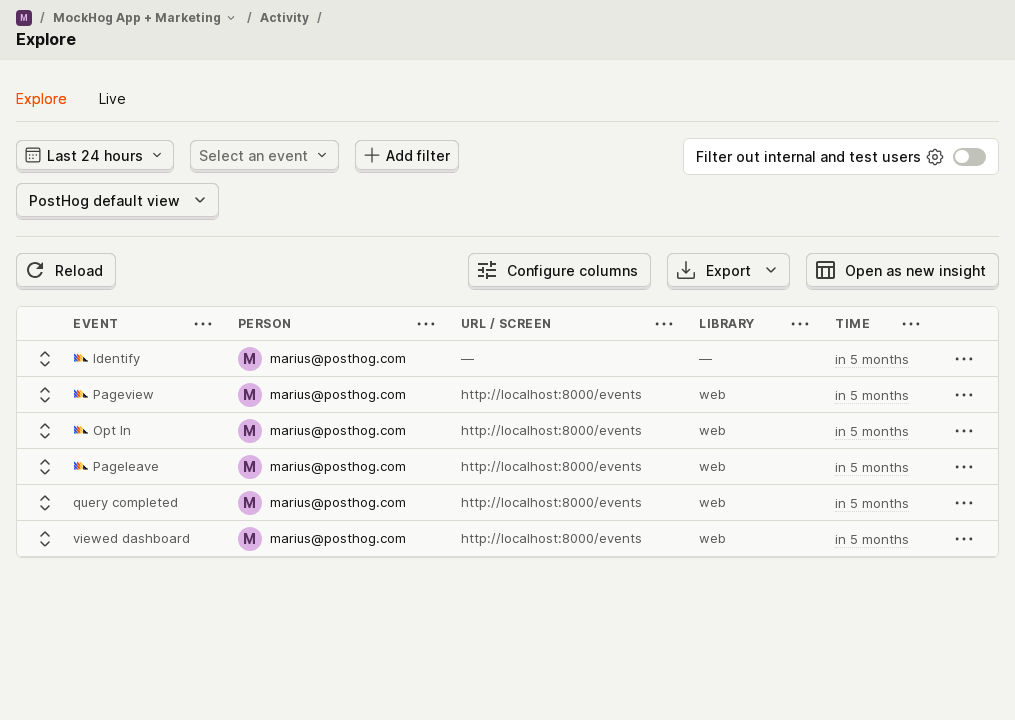 M / MockHog App + Marketing / Activity /
Explore
Explore Live
Last 24 hours Select an event Add filter Filter out internal and test users
PostHog default view
Reload Configure columns Export Open as new insight
EVENT PERSON URL / SCREEN LIBRARY TIME
Identify M marius@posthog.com — — in 5 months
Pageview M marius@posthog.com http://localhost:8000/events web in 5 months
Opt In M marius@posthog.com http://localhost:8000/events web in 5 months
Pageleave M marius@posthog.com http://localhost:8000/events web in 5 months
query completed M marius@posthog.com http://localhost:8000/events web in 5 months
viewed dashboard M marius@posthog.com http://localhost:8000/events web in 5 months